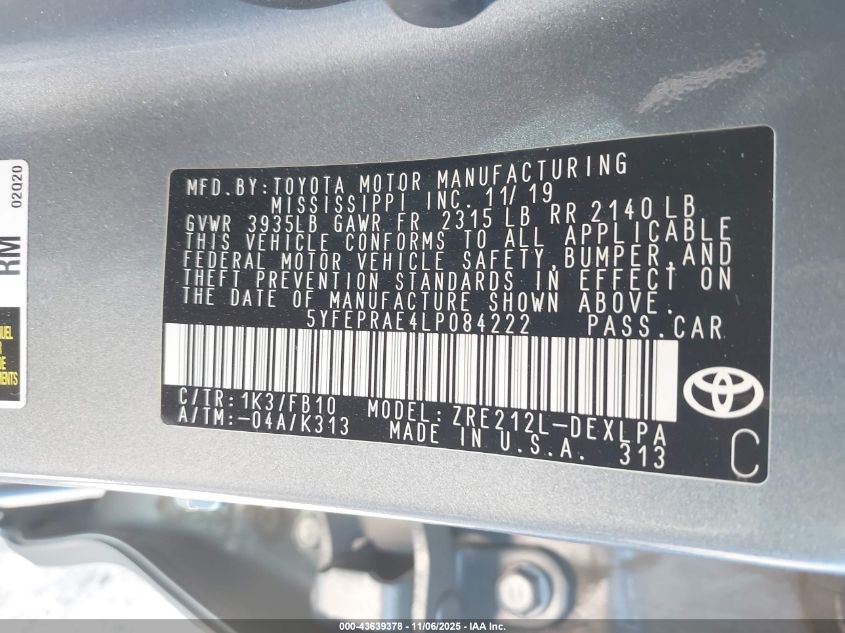 MFD.BY:TOYOTA MOTOR MANUFACTURING
MISSISSIPPI INC. 11/19
GVWR 3935LB GAWR FR 2315 LB RR 2140 LB
THIS VEHICLE CONFORMS TO ALL APPLICABLE
FEDERAL MOTOR VEHICLE SAFETY,BUMPER,AND
THEFT PREVENTION STANDARDS IN EFFECT ON
THE DATE OF MANUFACTURE SHOWN ABOVE.
5YFEPRAE4LP084222 PASS.CAR
C/TR:1K3/FB10 MODEL:ZRE212L-DEXLPA
A/TM:-04A/K313 MADE IN U.S.A. 313
C
RM
02020
000-43639378 - 11/06/2025 - IAA Inc.